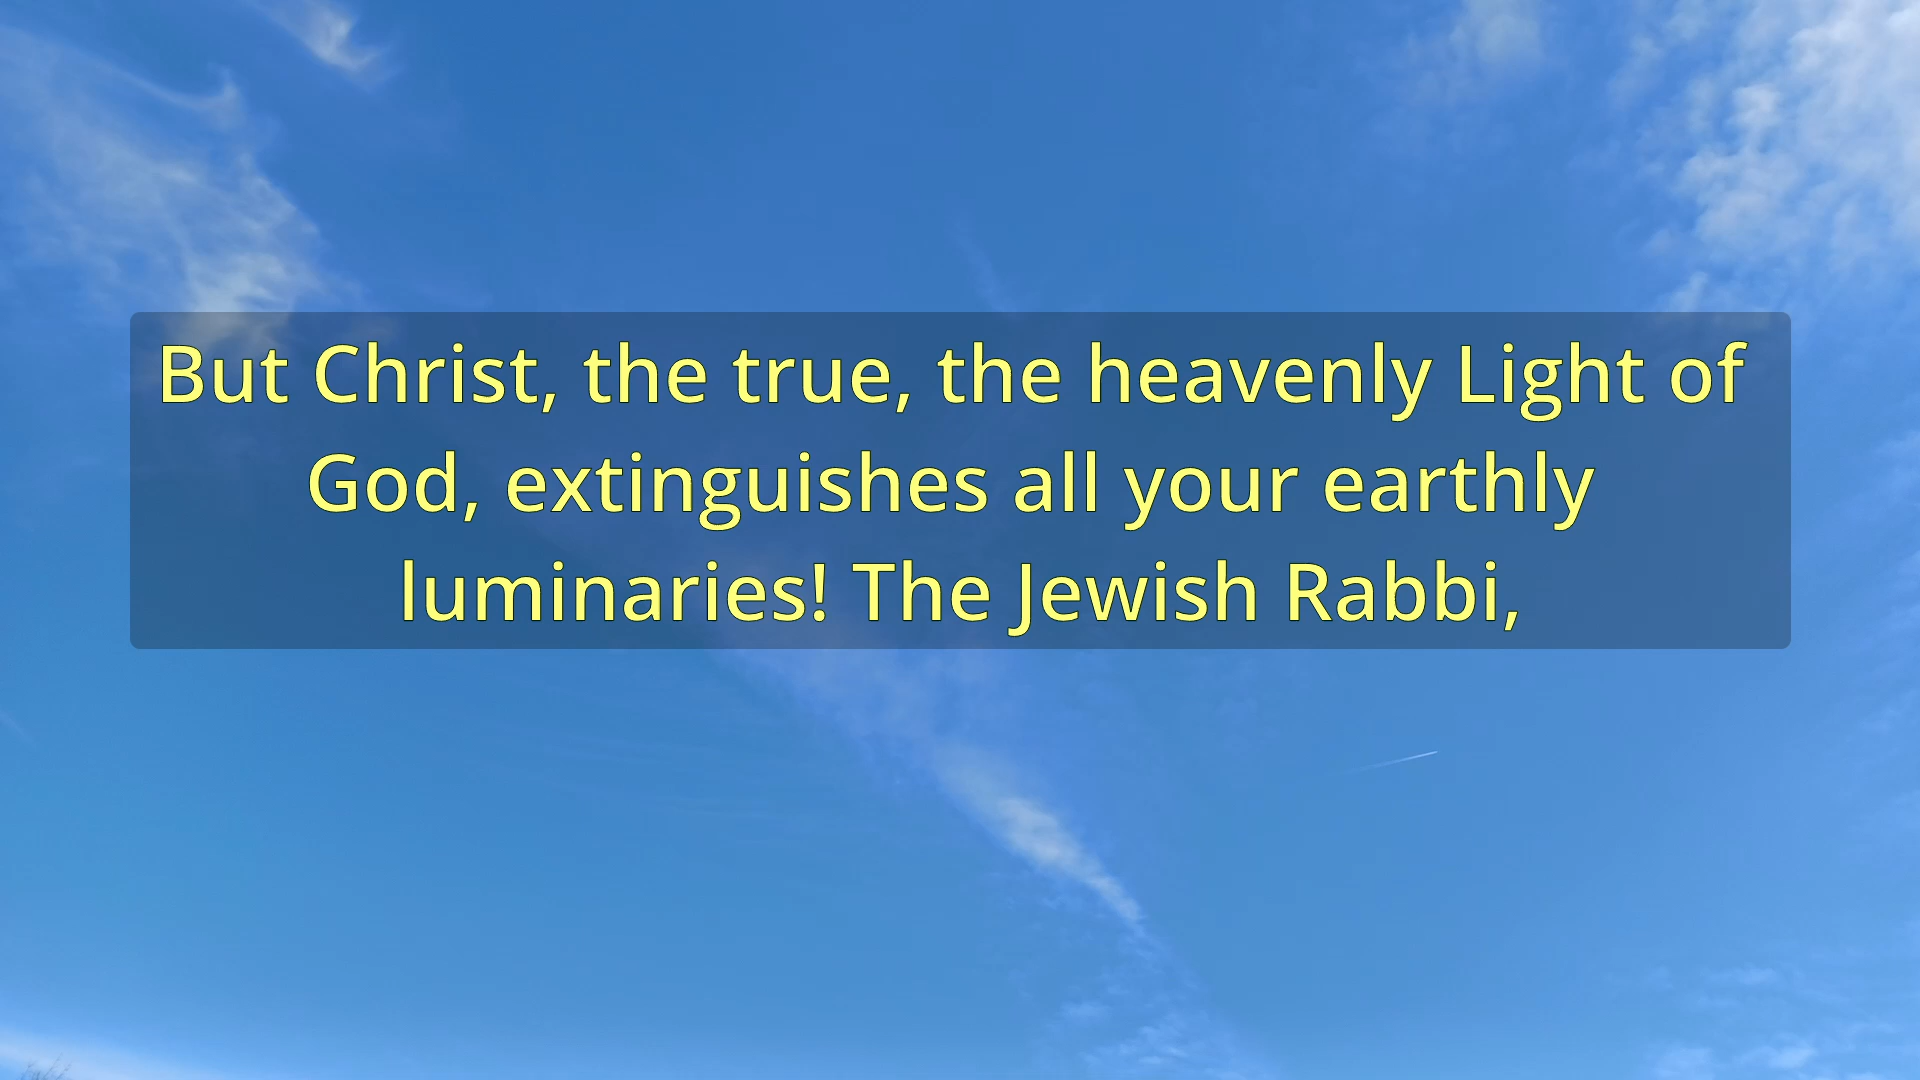 But Christ, the true, the heavenly Light of
God, extinguishes all your earthly
luminaries! The Jewish Rabbi,